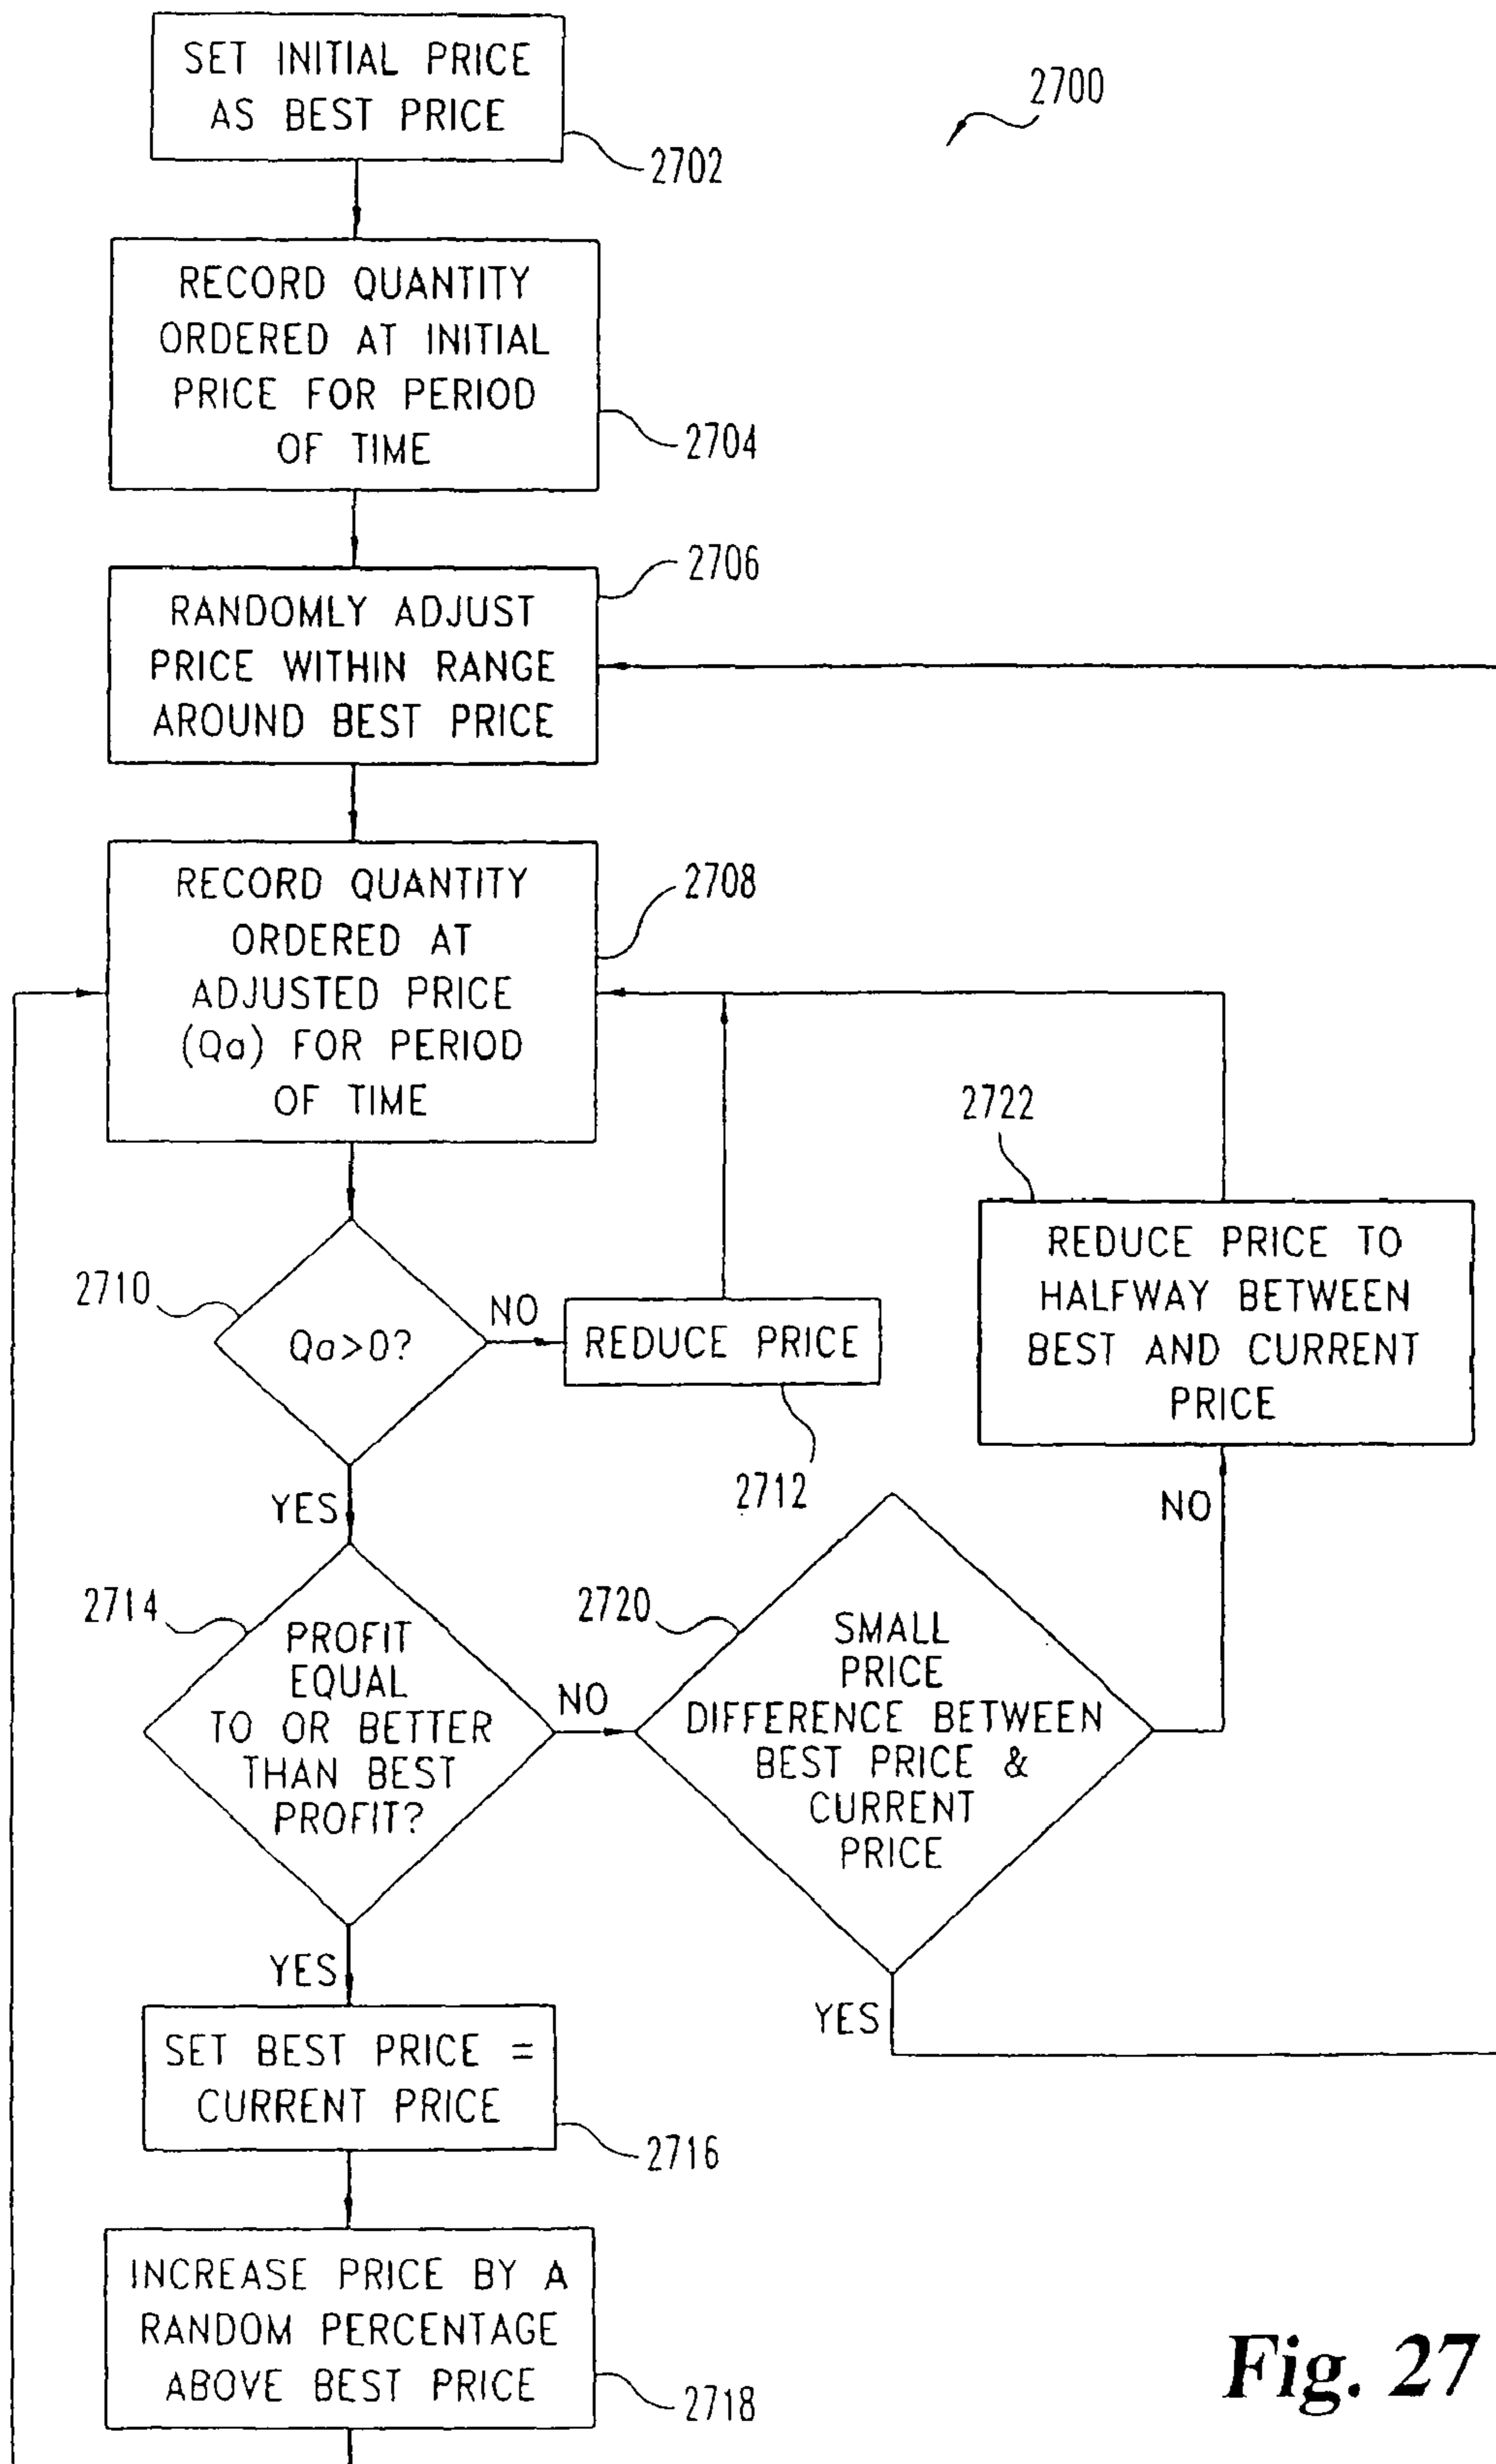 SET INITIAL PRICE
AS BEST PRICE
2700
2702
RECORD QUANTITY
ORDERED AT INITIAL
PRICE FOR PERIOD
OF TIME
2704
2706
RANDOMLY ADJUST
PRICE WITHIN RANGE
AROUND BEST PRICE
RECORD QUANTITY
ORDERED AT
ADJUSTED PRICE
(Qa) FOR PERIOD
OF TIME
2708
2710
Qa>0?
NO
REDUCE PRICE
2712
2722
REDUCE PRICE TO
HALFWAY BETWEEN
BEST AND CURRENT
PRICE
YES
NO
2714
PROFIT
EQUAL
TO OR BETTER
THAN BEST
PROFIT?
NO
2720
SMALL
PRICE
DIFFERENCE BETWEEN
BEST PRICE &
CURRENT
PRICE
YES
YES
SET BEST PRICE =
CURRENT PRICE
2716
INCREASE PRICE BY A
RANDOM PERCENTAGE
ABOVE BEST PRICE
2718
Fig. 27